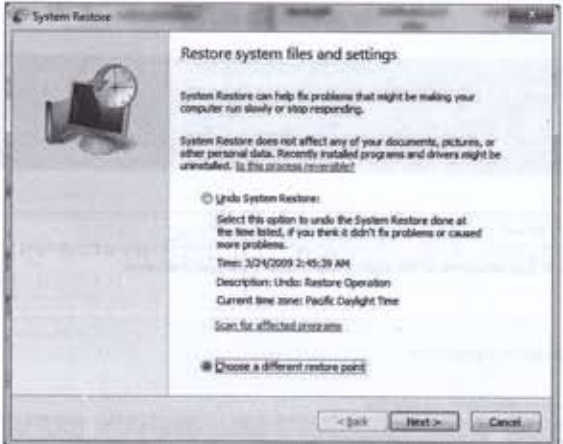 System Restore
Restore system files and settings
System Restore can help fix problems that might be making your
computer run slowly or stop responding.
System Restore does not affect any of your documents, pictures, or
other personal data. Recently installed programs and drivers might be
uninstalled. Is this process reversible?
Undo System Restore:
Select this option to undo the System Restore done at
the time listed, if you think it didn't fix problems or caused
more problems.
Time: 3/24/2009 2:45:39 AM
Description: Undo: Restore Operation
Current time zone: Pacific Daylight Time
Scan for affected programs
Choose a different restore point
< Back Next > Cancel